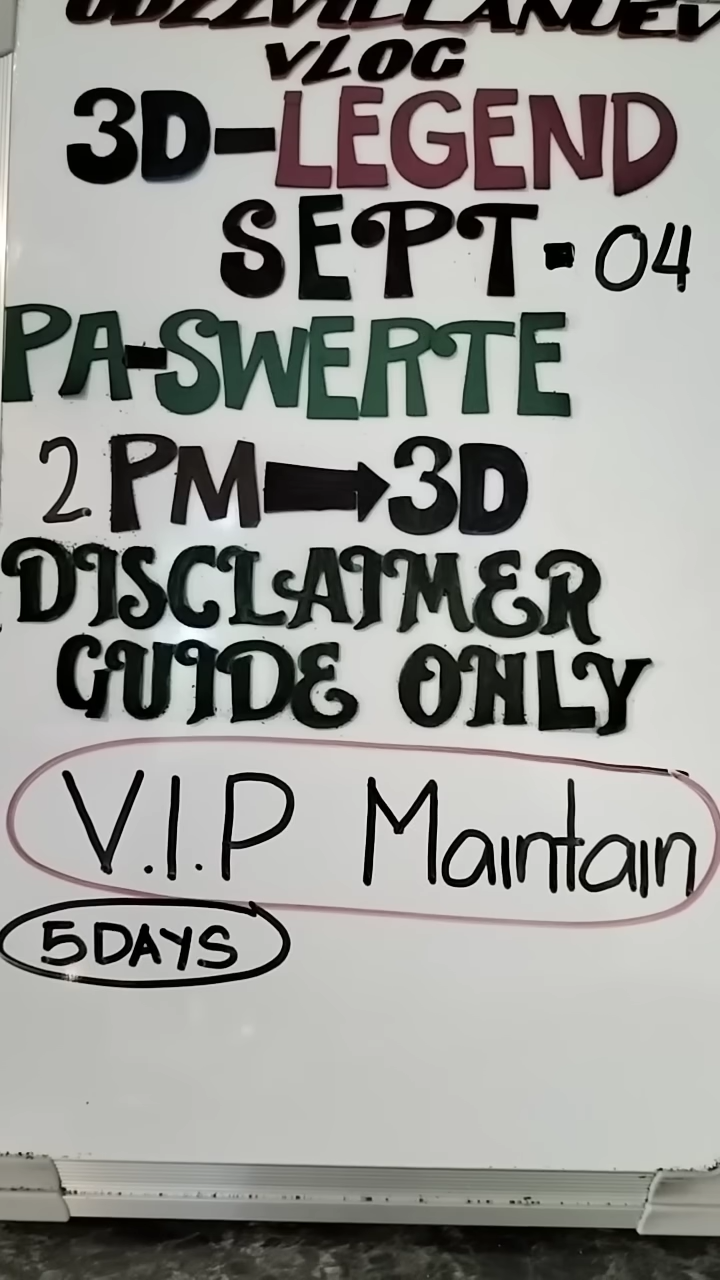 VLOG
3D-LEGEND
SEPT-04
PA-SWERTE
2PM→3D
DISCLAIMER
GUIDE ONLY
V.I.P Maintain
5DAYS